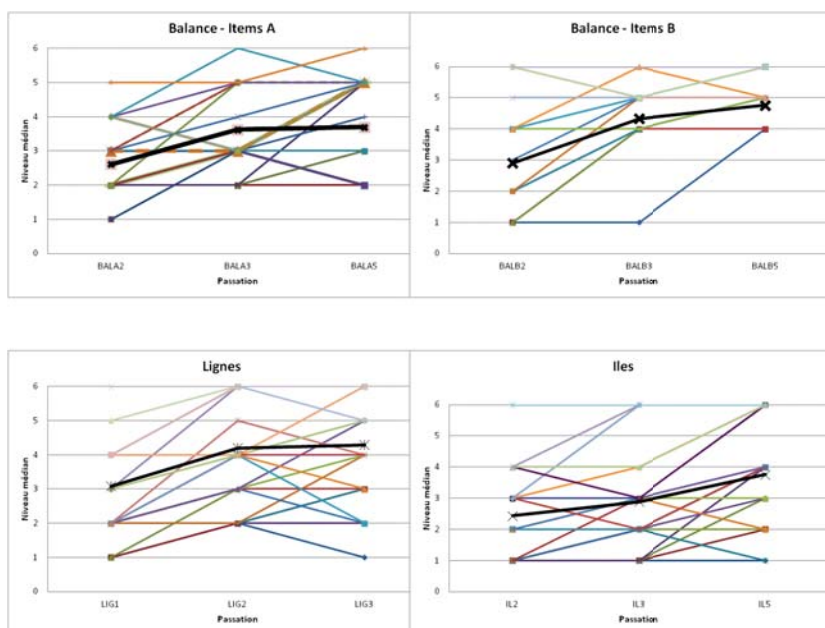 Balance - Items A
Niveau médian
6
5
4
3
2
1
0
BALA2 BALA3 BALA5
Passation
Balance - Items B
Niveau médian
6
5
4
3
2
1
0
BALB2 BALB3 BALB5
Passation
Lignes
Niveau médian
6
5
4
3
2
1
0
LIG1 LIG2 LIG3
Passation
Iles
Niveau médian
6
5
4
3
2
1
0
IL2 IL3 IL5
Passation